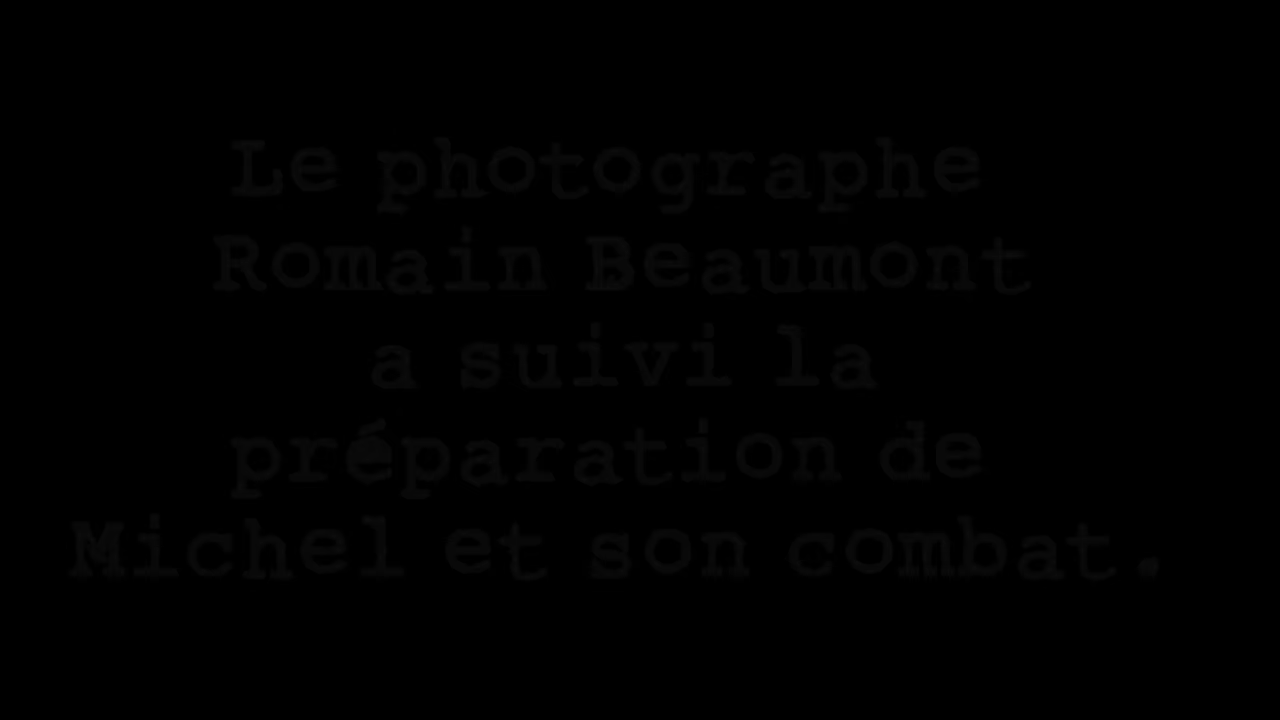 Le photographe
Romain Beaumont
a suivi la
préparation de
Michel et son combat.